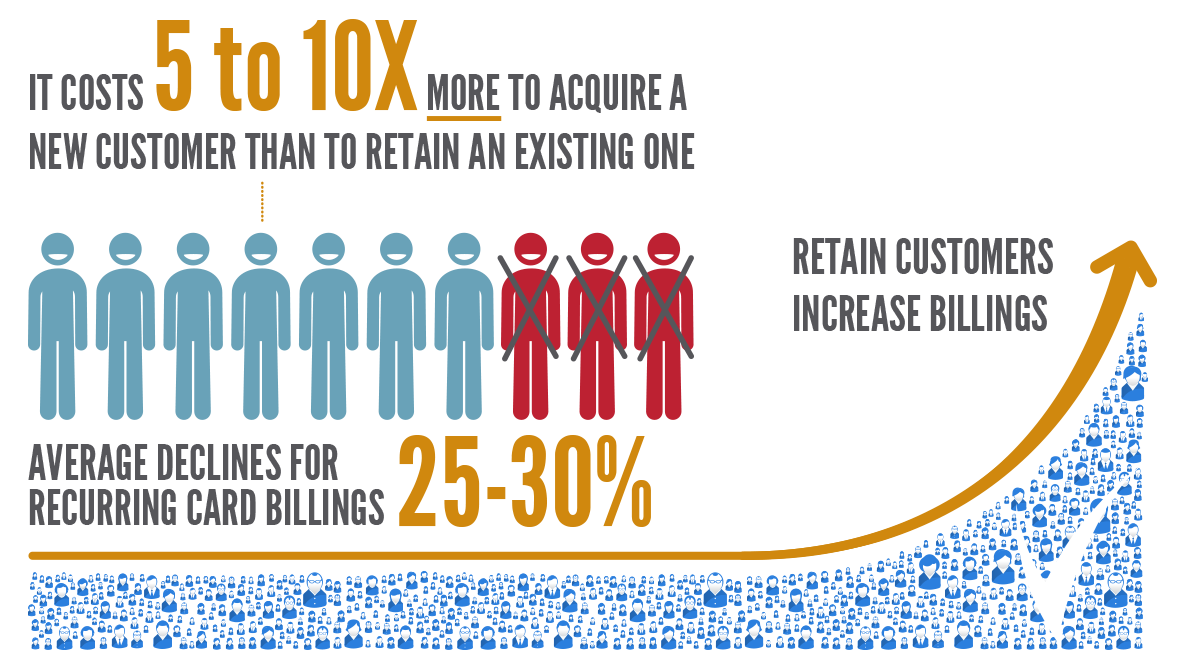 IT COSTS 5 to 10X MORE TO ACQUIRE A
NEW CUSTOMER THAN TO RETAIN AN EXISTING ONE
RETAIN CUSTOMERS
INCREASE BILLINGS
AVERAGE DECLINES FOR
RECURRING CARD BILLINGS 25-30%